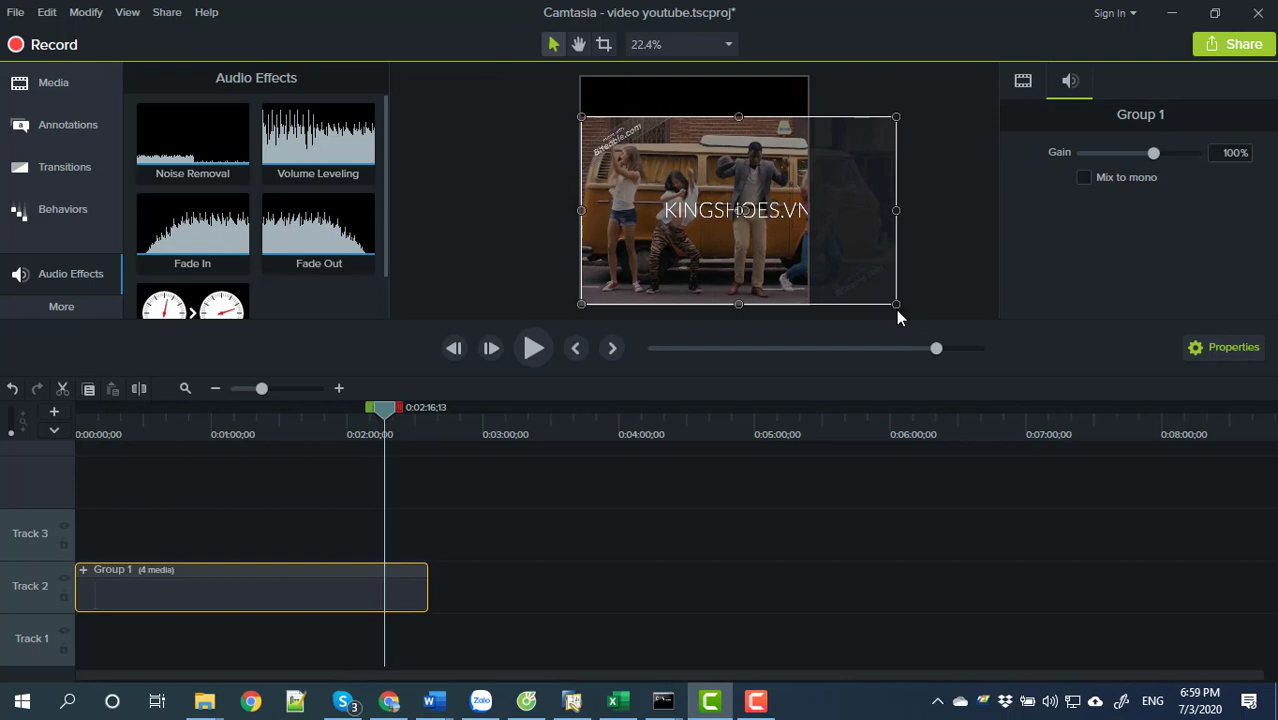 File Edit Modify View Share Help
Camtasia - video youtube.tscproj*
Sign In
Record
22.4%
Share
Media
Annotations
Transitions
Behaviors
Audio Effects
More
Audio Effects
Noise Removal
Volume Leveling
Fade In
Fade Out
Biteable.com
KINGSHOES.VN
Group 1
Gain
100%
Mix to mono
Properties
0:02:16;13
0:00:00;00 0:01:00;00 0:02:00;00 0:03:00;00 0:04:00;00 0:05:00;00 0:06:00;00 0:07:00;00 0:08:00;00
Track 3
Group 1 (4 media)
Track 2
Track 1
3
ENG
6:59 PM
7/3/2020